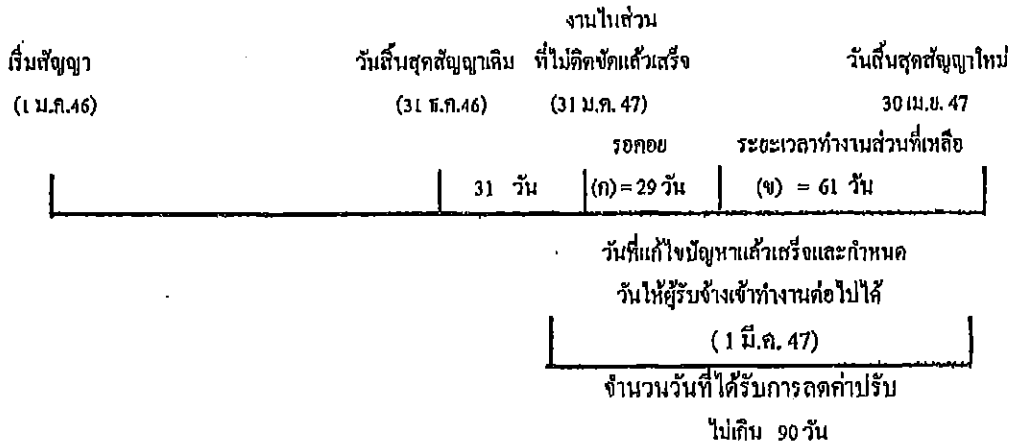 งานในส่วน
เริ่มสัญญา วันสิ้นสุดสัญญาเดิม ที่ไม่ติดขัดแล้วเสร็จ วันสิ้นสุดสัญญาใหม่
(1 ม.ค.46) (31 ธ.ค.46) (31 ม.ค. 47) 30 เม.ย. 47
รอคอย ระยะเวลาทำงานส่วนที่เหลือ
31 วัน (ก) = 29 วัน (ข) = 61 วัน
วันที่แก้ไขปัญหาแล้วเสร็จและกำหนด
วันให้ผู้รับจ้างเข้าทำงานต่อไปได้
( 1 มี.ค. 47)
จำนวนวันที่ได้รับการลดค่าปรับ
ไม่เกิน 90 วัน